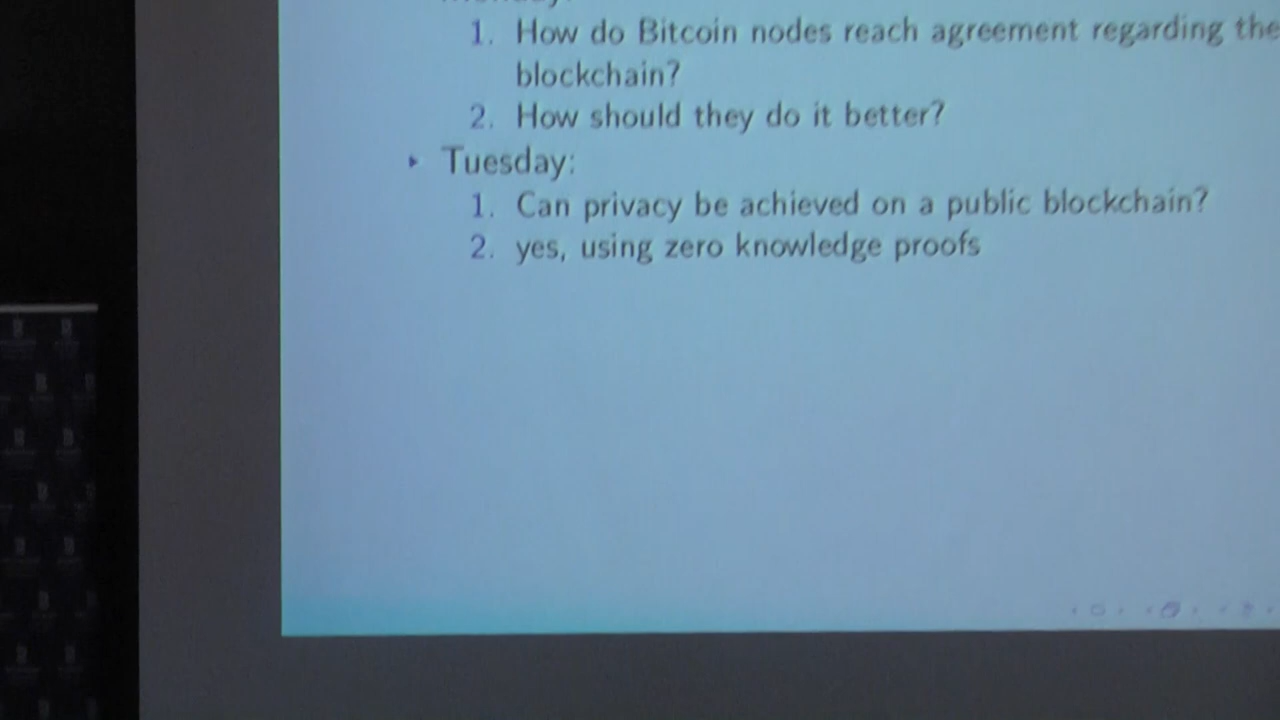 1. How do Bitcoin nodes reach agreement regarding the
blockchain?
2. How should they do it better?
Tuesday:
1. Can privacy be achieved on a public blockchain?
2. yes, using zero knowledge proofs